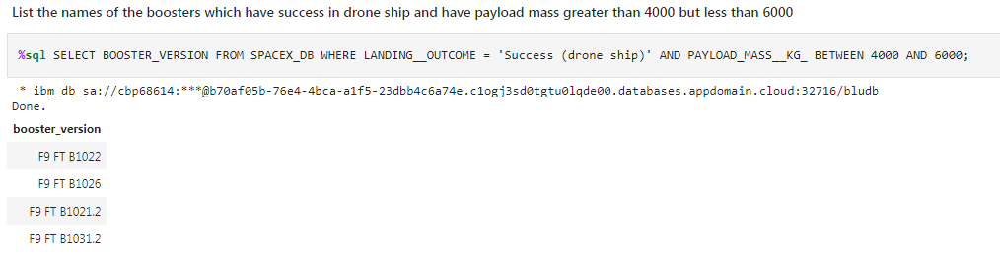 List the names of the boosters which have success in drone ship and have payload mass greater than 4000 but less than 6000
%sql SELECT BOOSTER_VERSION FROM SPACEX_DB WHERE LANDING__OUTCOME = 'Success (drone ship)' AND PAYLOAD_MASS__KG_ BETWEEN 4000 AND 6000;
* ibm_db_sa://cbp68614:***@b70af05b-76e4-4bca-a1f5-23dbb4c6a74e.c1ogj3sd0tgtu0lqde00.databases.appdomain.cloud:32716/bludb
Done.
booster_version
F9 FT B1022
F9 FT B1026
F9 FT B1021.2
F9 FT B1031.2